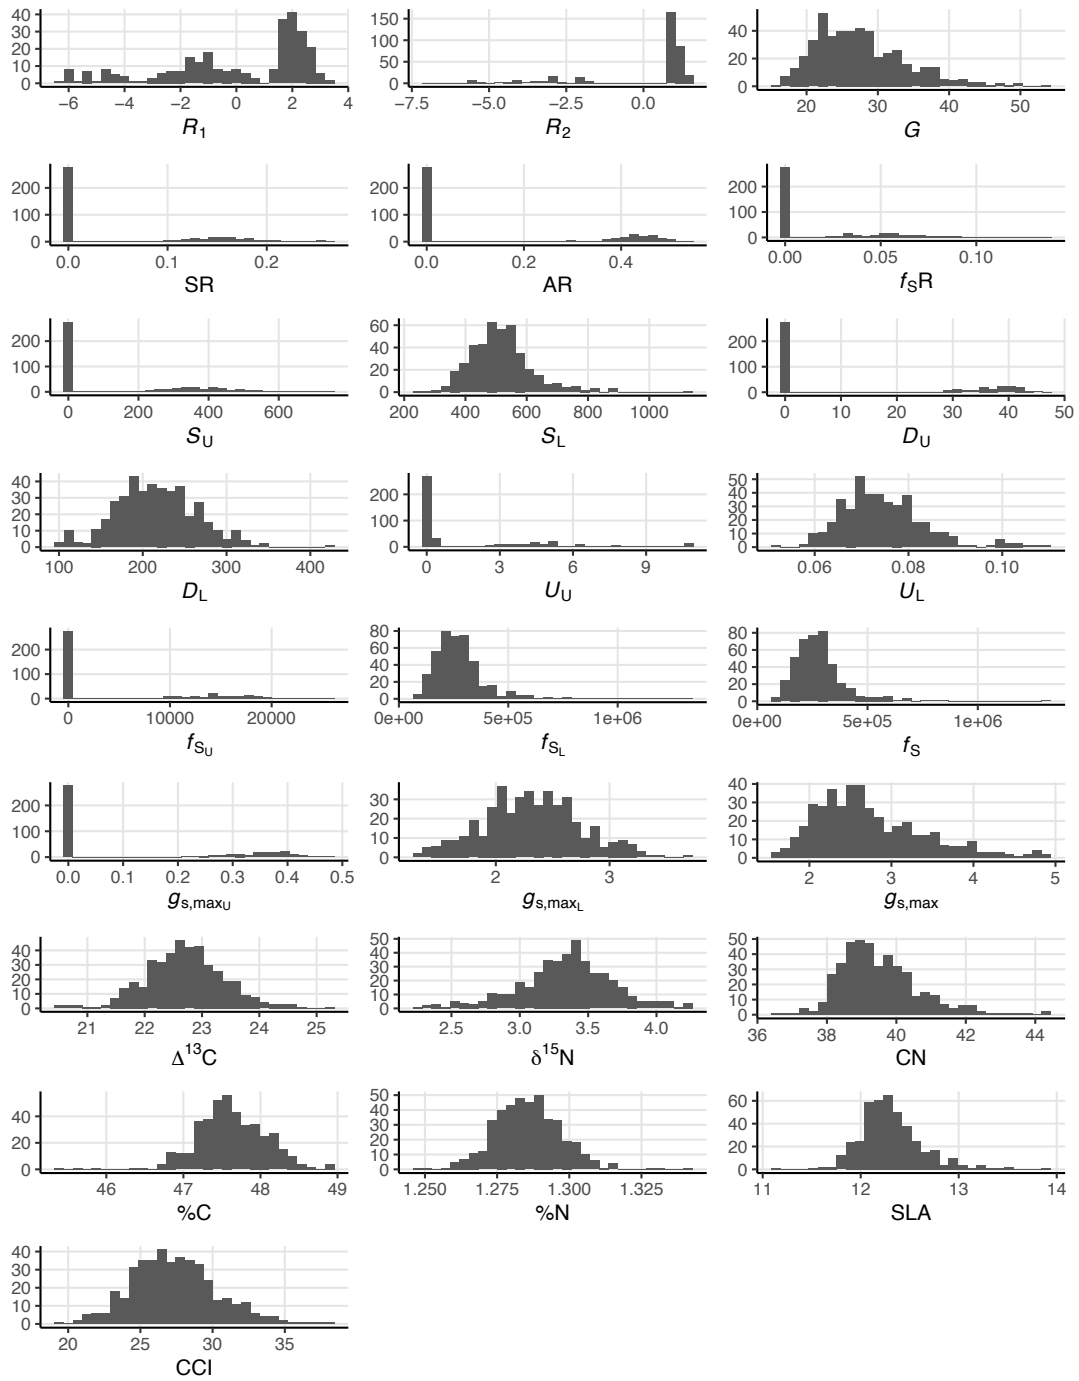 40
30
20
10
0
−6 −4 −2 0 2 4
R1
150
100
50
0
−7.5 −5.0 −2.5 0.0
R2
40
20
0
20 30 40 50
G
200
100
0
0.0 0.1 0.2
SR
200
100
0
0.0 0.2 0.4
AR
200
100
0
0.00 0.05 0.10
fSR
200
100
0
0 200 400 600
SU
60
40
20
0
200 400 600 800 1000
SL
200
100
0
0 10 20 30 40 50
DU
40
30
20
10
0
100 200 300 400
DL
200
100
0
0 3 6 9
UU
50
40
30
20
10
0
0.06 0.08 0.10
UL
200
100
0
0 10000 20000
fSU
80
60
40
20
0
0e+00 5e+05 1e+06
fSL
80
60
40
20
0
0e+00 5e+05 1e+06
fS
200
100
0
0.0 0.1 0.2 0.3 0.4 0.5
gs,maxU
30
20
10
0
2 3
gs,maxL
40
30
20
10
0
2 3 4 5
gs,max
40
30
20
10
0
21 22 23 24 25
Δ13C
50
40
30
20
10
0
2.5 3.0 3.5 4.0
δ15N
50
40
30
20
10
0
36 38 40 42 44
CN
40
20
0
46 47 48 49
%C
50
40
30
20
10
0
1.250 1.275 1.300 1.325
%N
60
40
20
0
11 12 13 14
SLA
40
30
20
10
0
20 25 30 35
CCI